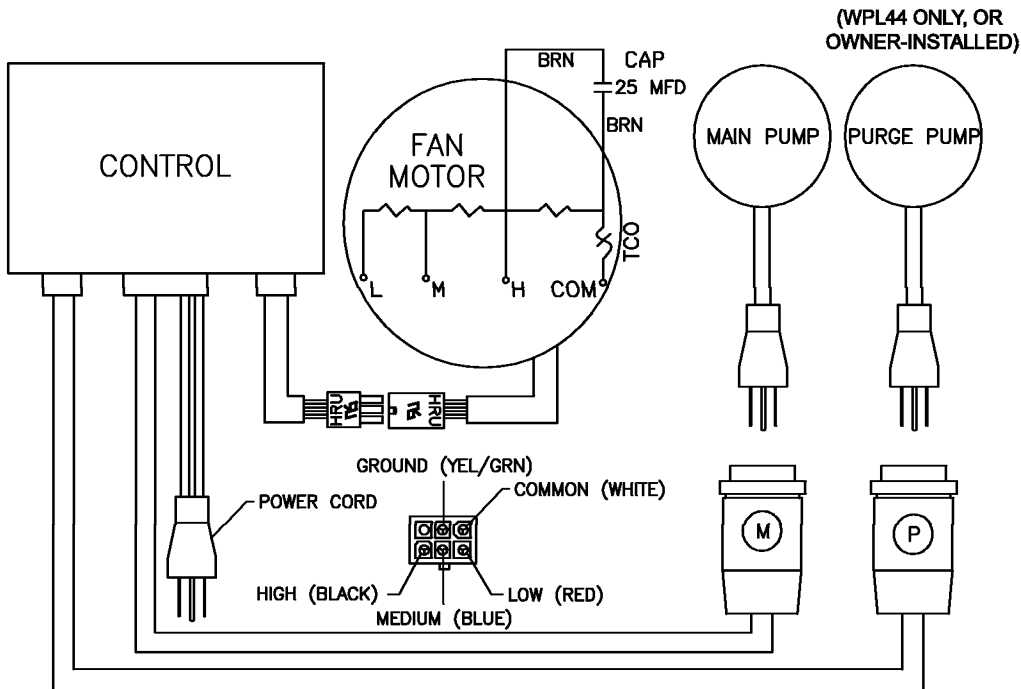 (WPL44 ONLY, OR
OWNER-INSTALLED)
BRN
CAP
25 MFD
BRN
CONTROL
FAN
MOTOR
MAIN PUMP
PURGE PUMP
TCO
L
M
H
COM
HRU
HRU
GROUND (YEL/GRN)
COMMON (WHITE)
POWER CORD
HIGH (BLACK)
LOW (RED)
MEDIUM (BLUE)
M
P